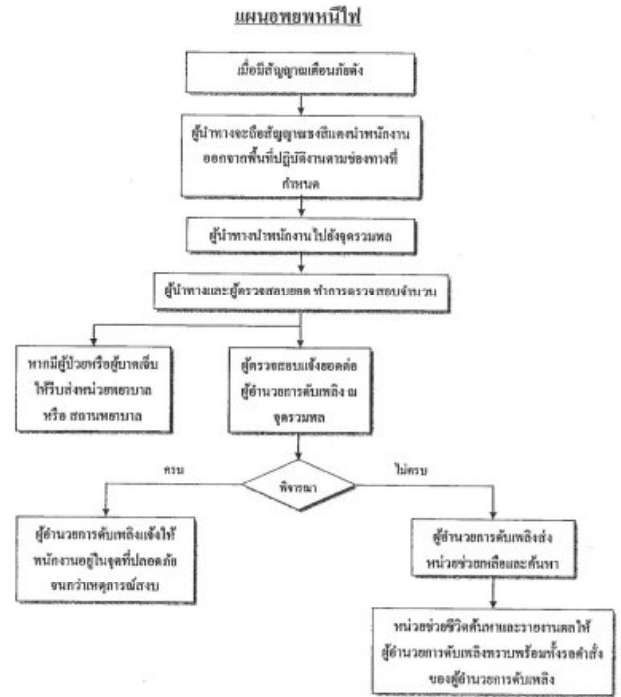 แผนอพยพหนีไฟ
เมื่อมีสัญญาณเตือนภัยดัง
ผู้นำทางจะถือสัญญาณธงสีแดงนำพนักงาน
ออกจากพื้นที่ปฏิบัติงานตามช่องทางที่
กำหนด
ผู้นำทางนำพนักงานไปยังจุดรวมพล
ผู้นำทางและผู้ตรวจสอบยอด ทำการตรวจสอบจำนวน
หากมีผู้ป่วยหรือผู้บาดเจ็บ
ให้รีบส่งหน่วยพยาบาล
หรือ สถานพยาบาล
ผู้ตรวจสอบแจ้งยอดต่อ
ผู้อำนวยการดับเพลิง ณ
จุดรวมพล
ครบ
พิจารณา
ไม่ครบ
ผู้อำนวยการดับเพลิงแจ้งให้
พนักงานอยู่ในจุดที่ปลอดภัย
จนกว่าเหตุการณ์สงบ
ผู้อำนวยการดับเพลิงส่ง
หน่วยช่วยเหลือและค้นหา
หน่วยช่วยชีวิตค้นหาและรายงานผลให้
ผู้อำนวยการดับเพลิงทราบพร้อมทั้งรอคำสั่ง
ของผู้อำนวยการดับเพลิง